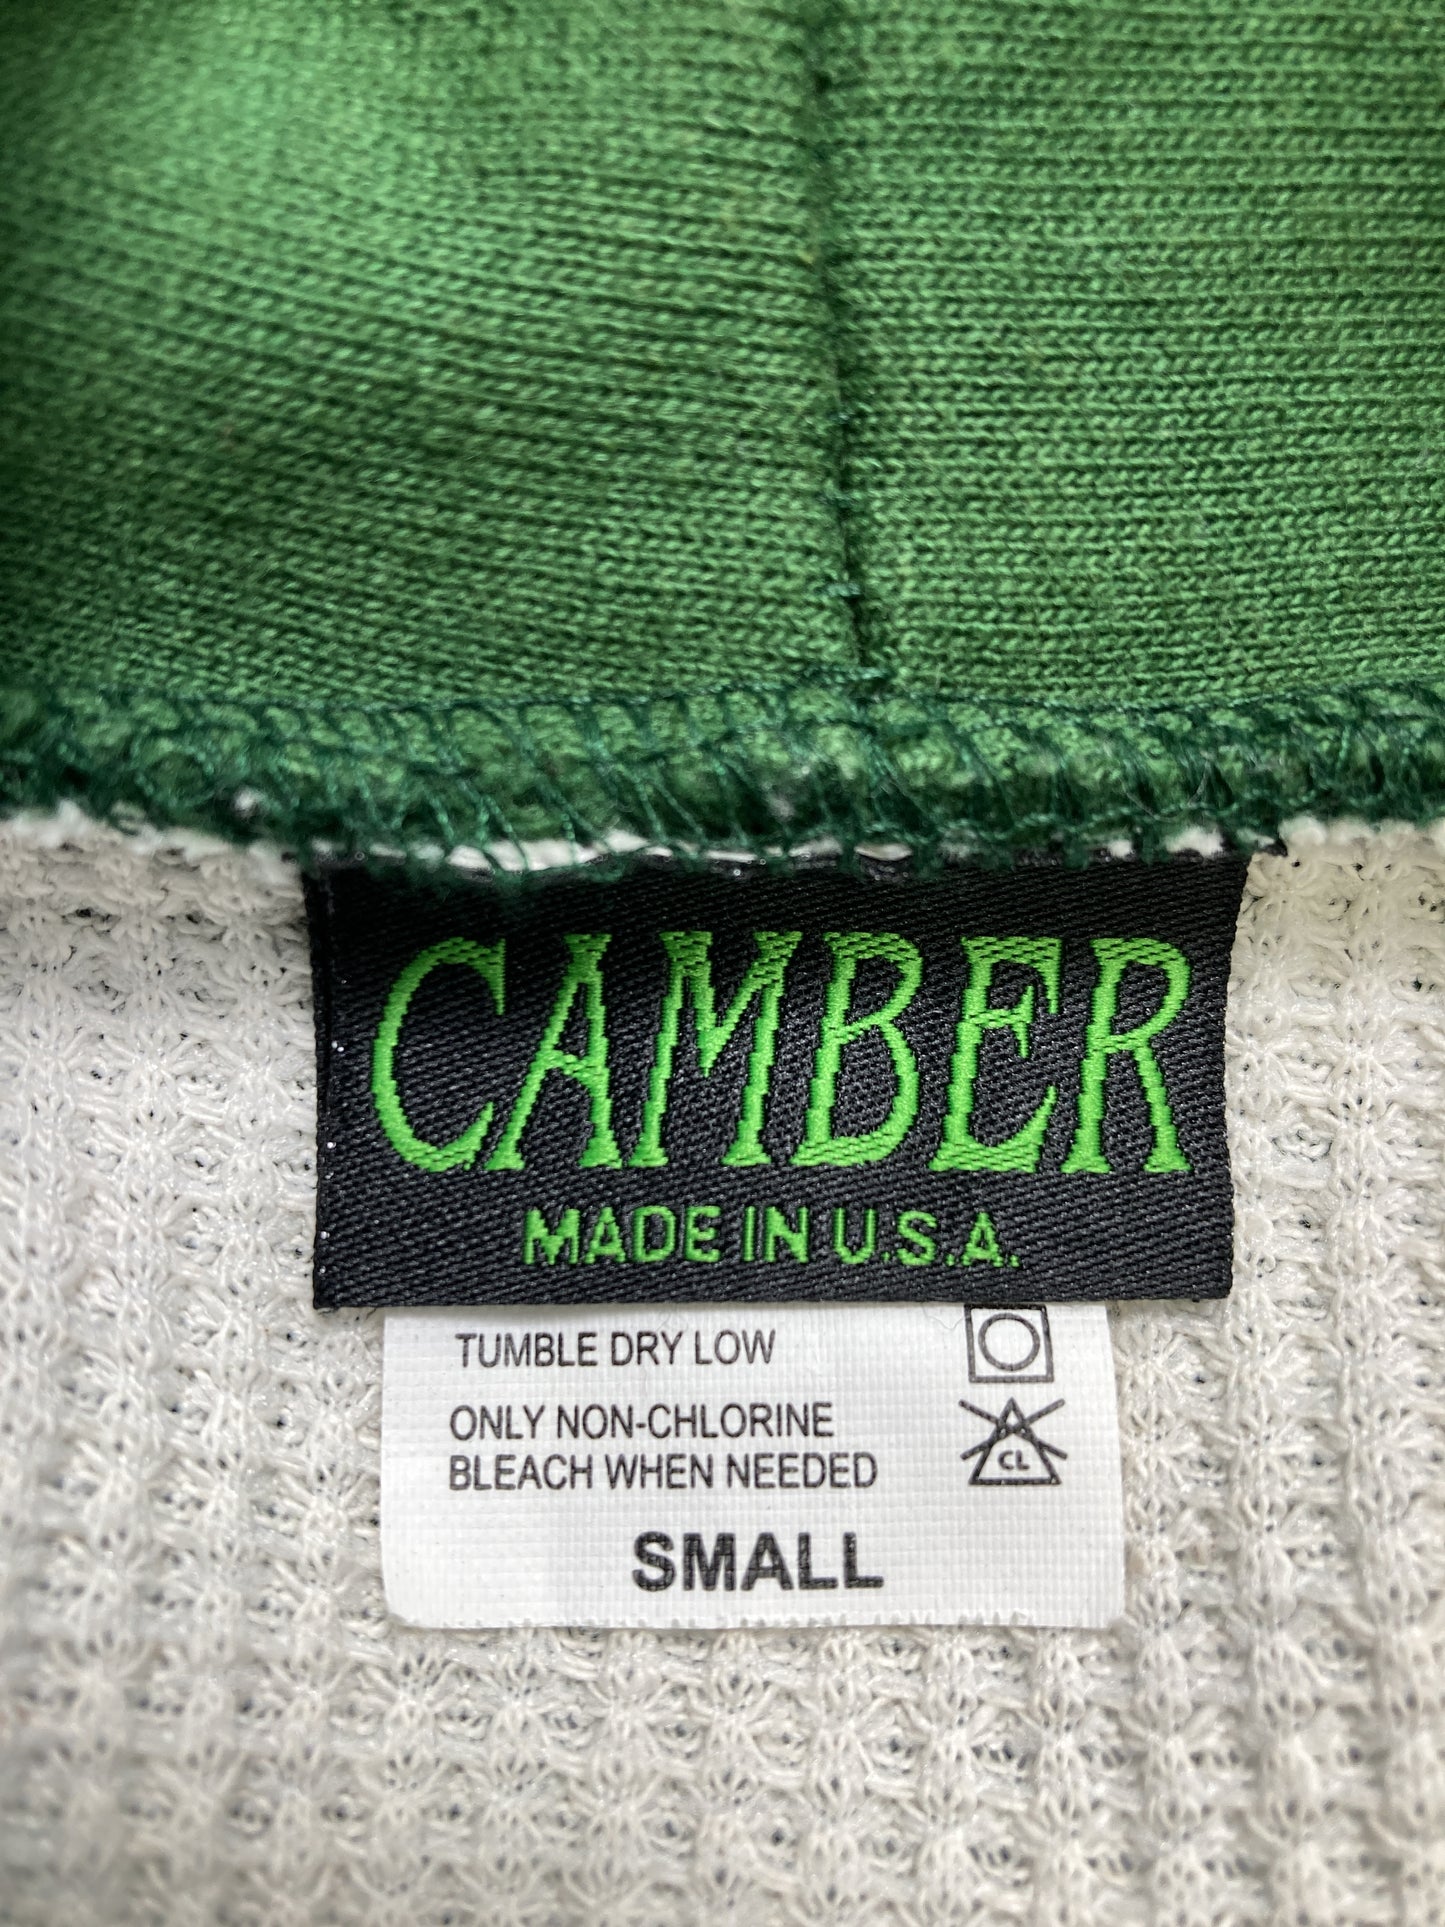 CAMBER
MADE IN U.S.A.
TUMBLE DRY LOW
ONLY NON-CHLORINE
BLEACH WHEN NEEDED
CL
SMALL